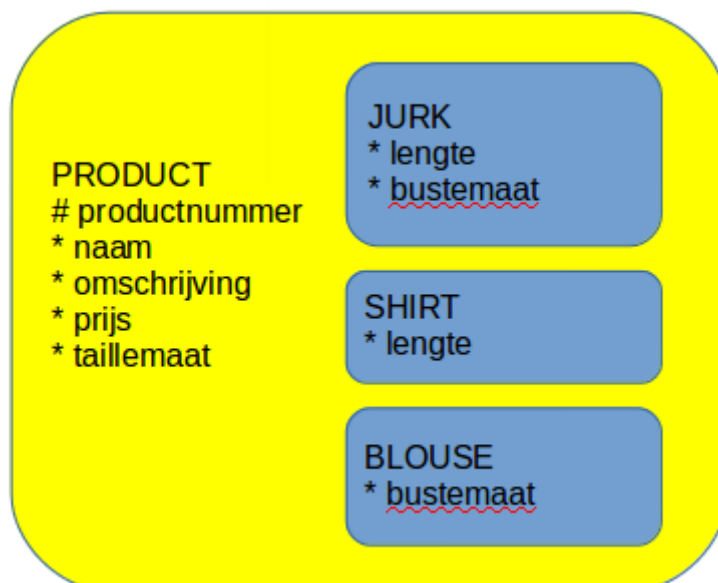 PRODUCT
# productnummer
* naam
* omschrijving
* prijs
* taillemaat
JURK
* lengte
* bustemaat
SHIRT
* lengte
BLOUSE
* bustemaat